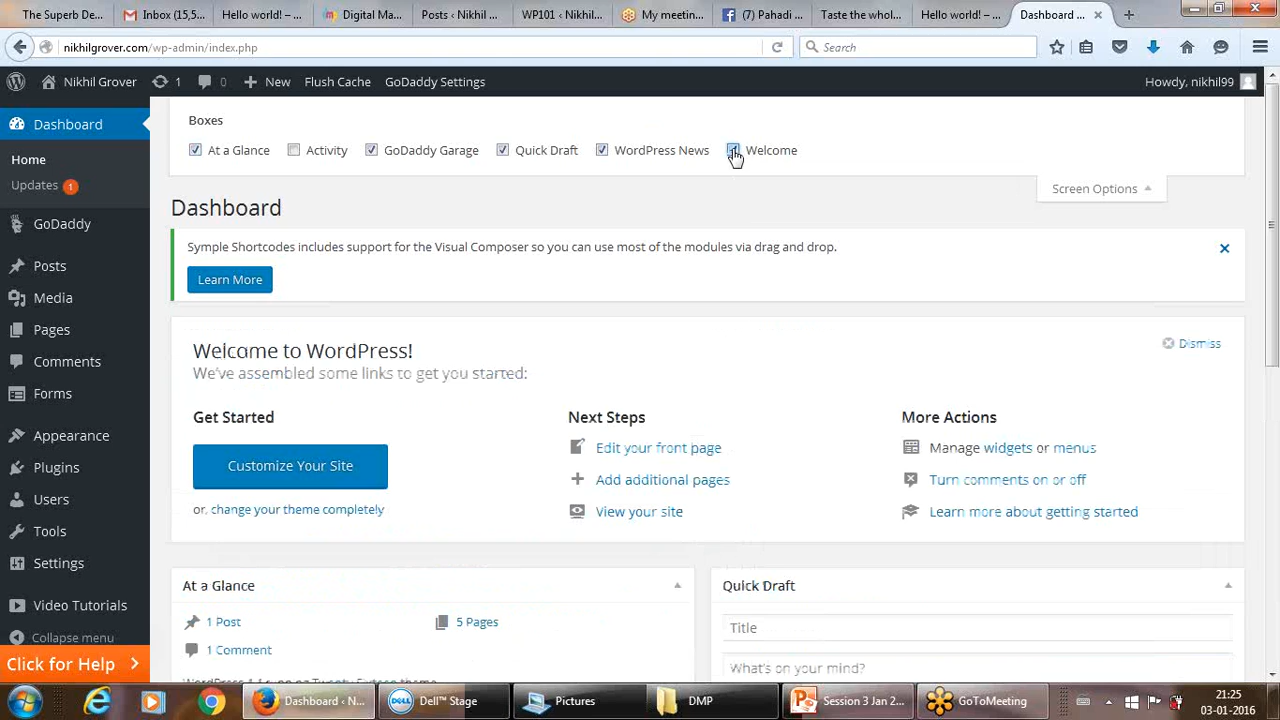 The Superb De...
Inbox (15,5...
Hello world! – ...
Digital Ma...
Posts ‹ Nikhil ...
WP101 ‹ Nikhil...
My meetin...
(7) Pahadi ...
Taste the whol...
Hello world! – ...
Dashboard ...
nikhilgrover.com/wp-admin/index.php
Search
Nikhil Grover
1
0
New
Flush Cache
GoDaddy Settings
Howdy, nikhil99
Dashboard
Home
Updates 1
GoDaddy
Posts
Media
Pages
Comments
Forms
Appearance
Plugins
Users
Tools
Settings
Video Tutorials
Collapse menu
Click for Help
Boxes
At a Glance
Activity
GoDaddy Garage
Quick Draft
WordPress News
Welcome
Screen Options
Dashboard
Symple Shortcodes includes support for the Visual Composer so you can use most of the modules via drag and drop.
Learn More
Welcome to WordPress!
Dismiss
We've assembled some links to get you started:
Get Started
Customize Your Site
or, change your theme completely
Next Steps
Edit your front page
Add additional pages
View your site
More Actions
Manage widgets or menus
Turn comments on or off
Learn more about getting started
At a Glance
1 Post
5 Pages
1 Comment
Quick Draft
Title
What's on your mind?
Dashboard ‹ N...
Dell™ Stage
Pictures
DMP
Session 3 Jan 2...
GoToMeeting
21:25
03-01-2016